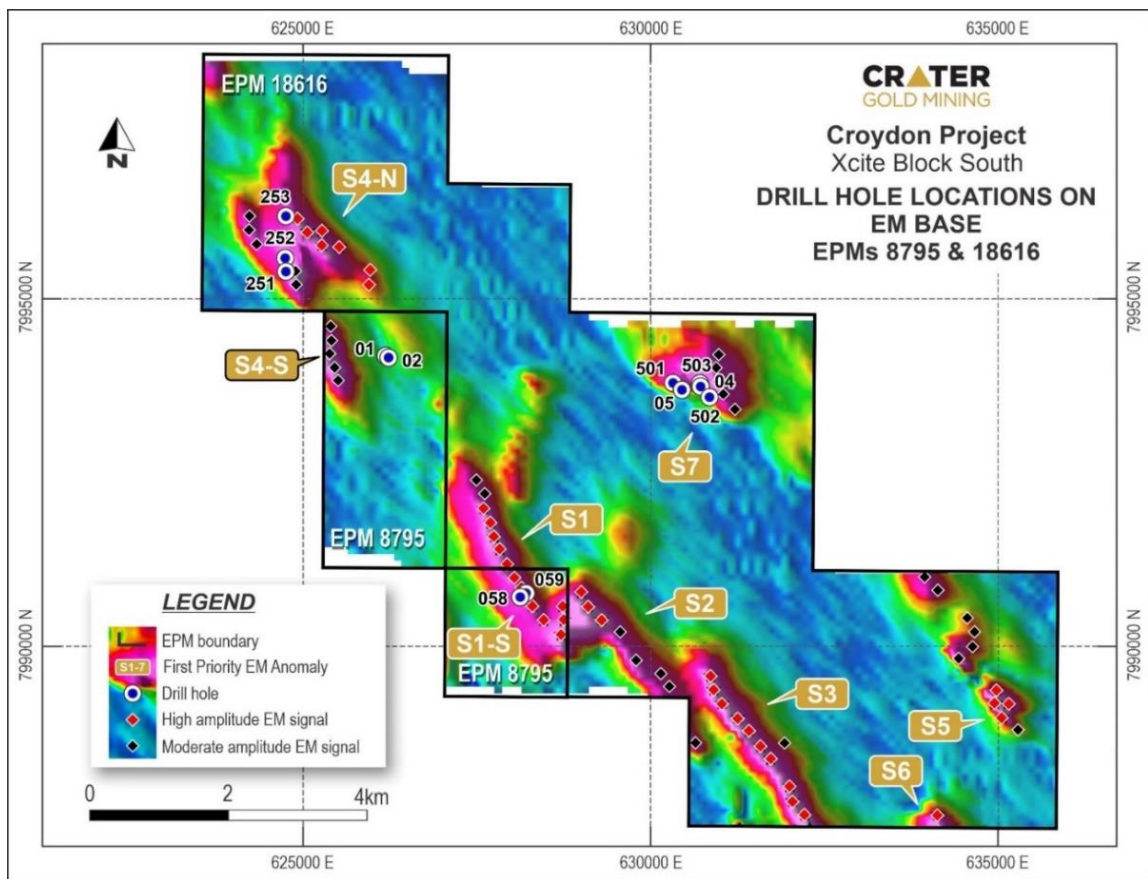 625000 E
630000 E
635000 E
EPM 18616
CRATER
GOLD MINING
Croydon Project
Xcite Block South
DRILL HOLE LOCATIONS ON
EM BASE
EPMs 8795 & 18616
N
S4-N
253
252
251
7995000 N
7995000 N
S4-S
01
02
501
503
04
05
502
S7
EPM 8795
S1
059
058
S2
S1-S
EPM 8795
7990000 N
7990000 N
S3
S5
S6
LEGEND
EPM boundary
S1-7 First Priority EM Anomaly
Drill hole
High amplitude EM signal
Moderate amplitude EM signal
0 2 4km
625000 E
630000 E
635000 E